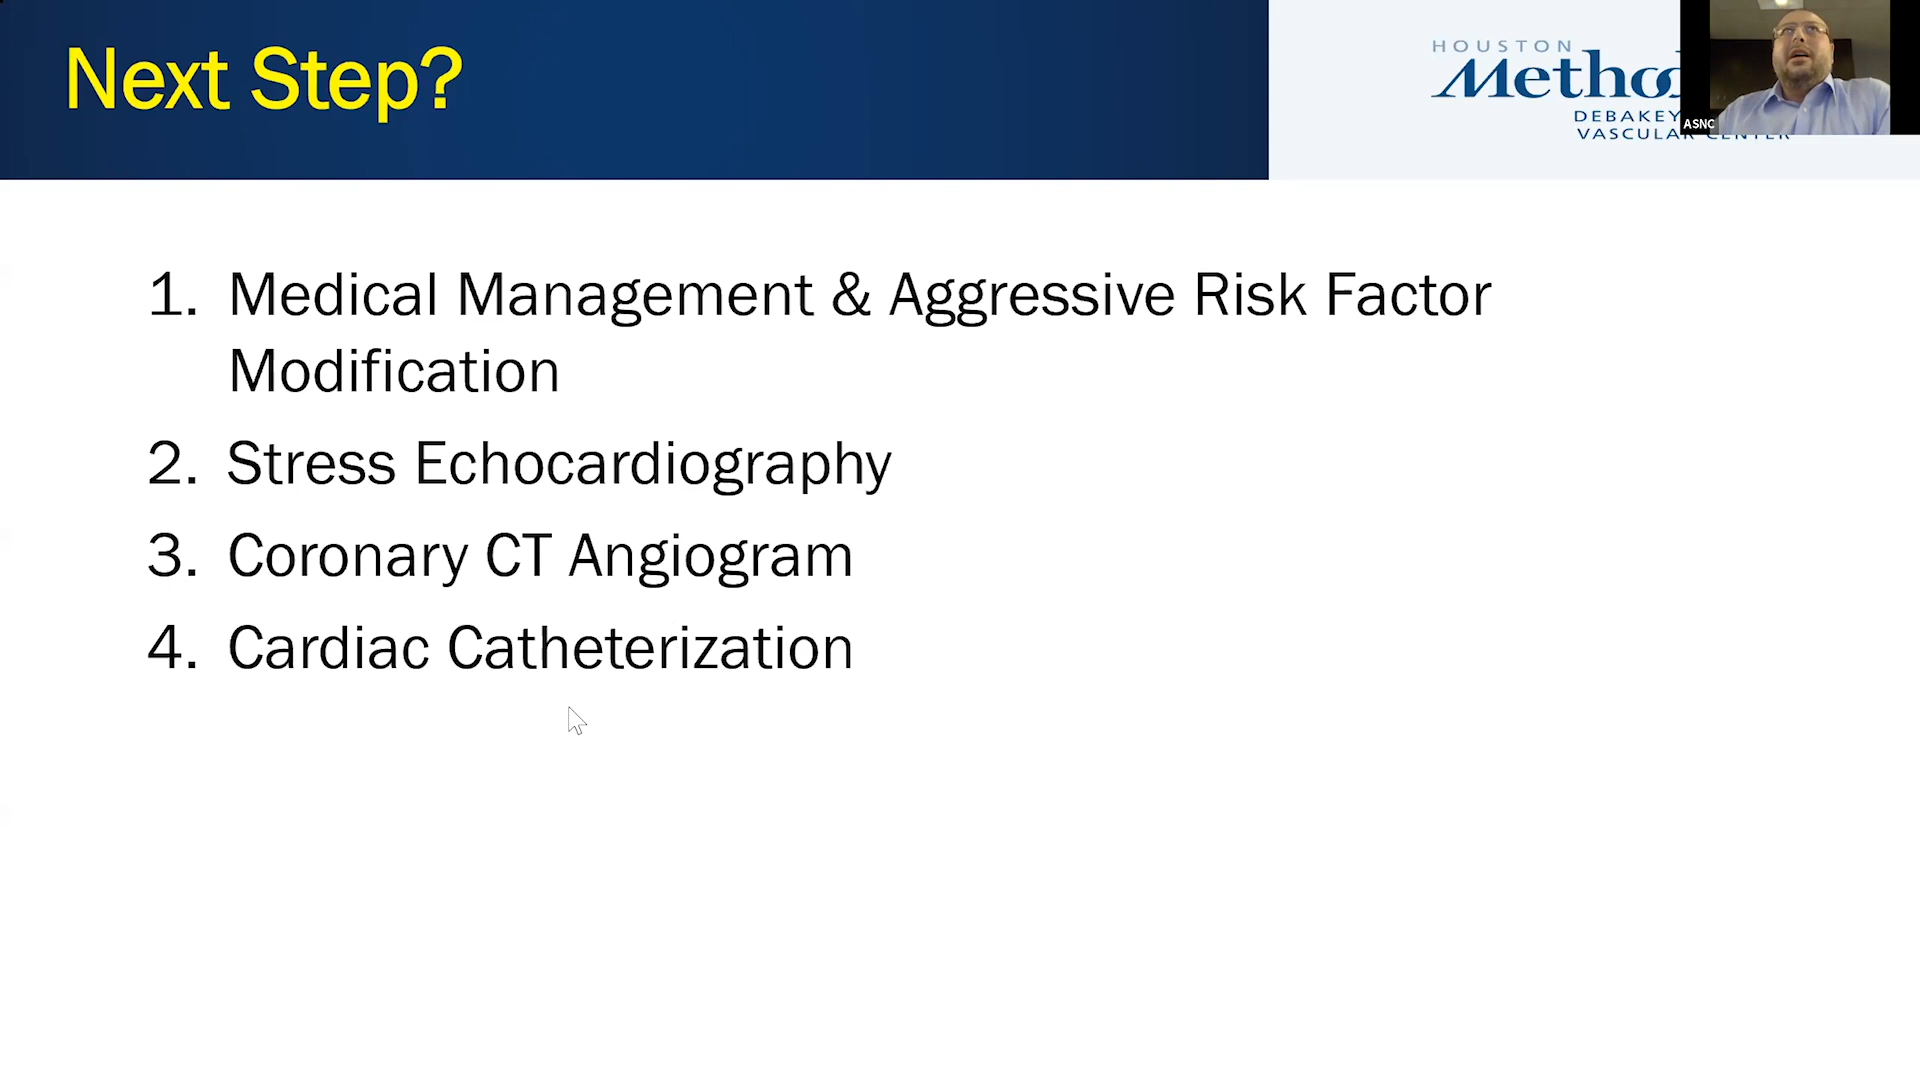 Next Step?
HOUSTON
DEBAKEY
VASCULAR CENTER
ASNC
1. Medical Management & Aggressive Risk Factor
Modification
2. Stress Echocardiography
3. Coronary CT Angiogram
4. Cardiac Catheterization